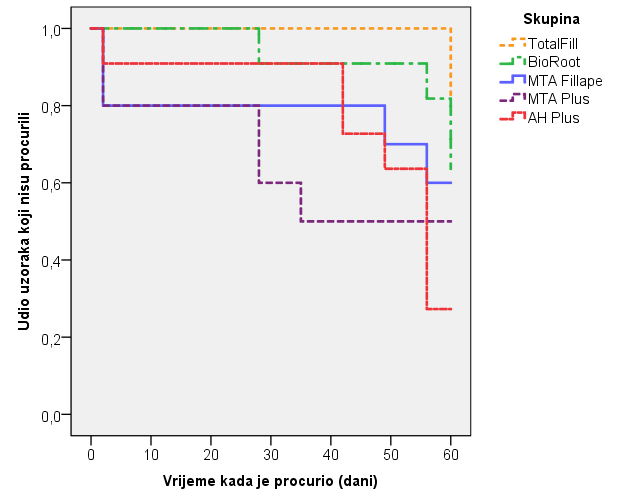 Skupina
TotalFill
BioRoot
MTA Fillape
MTA Plus
AH Plus
Udio uzoraka koji nisu procurili
1,0
0,8
0,6
0,4
0,2
0,0
0 10 20 30 40 50 60
Vrijeme kada je procurio (dani)